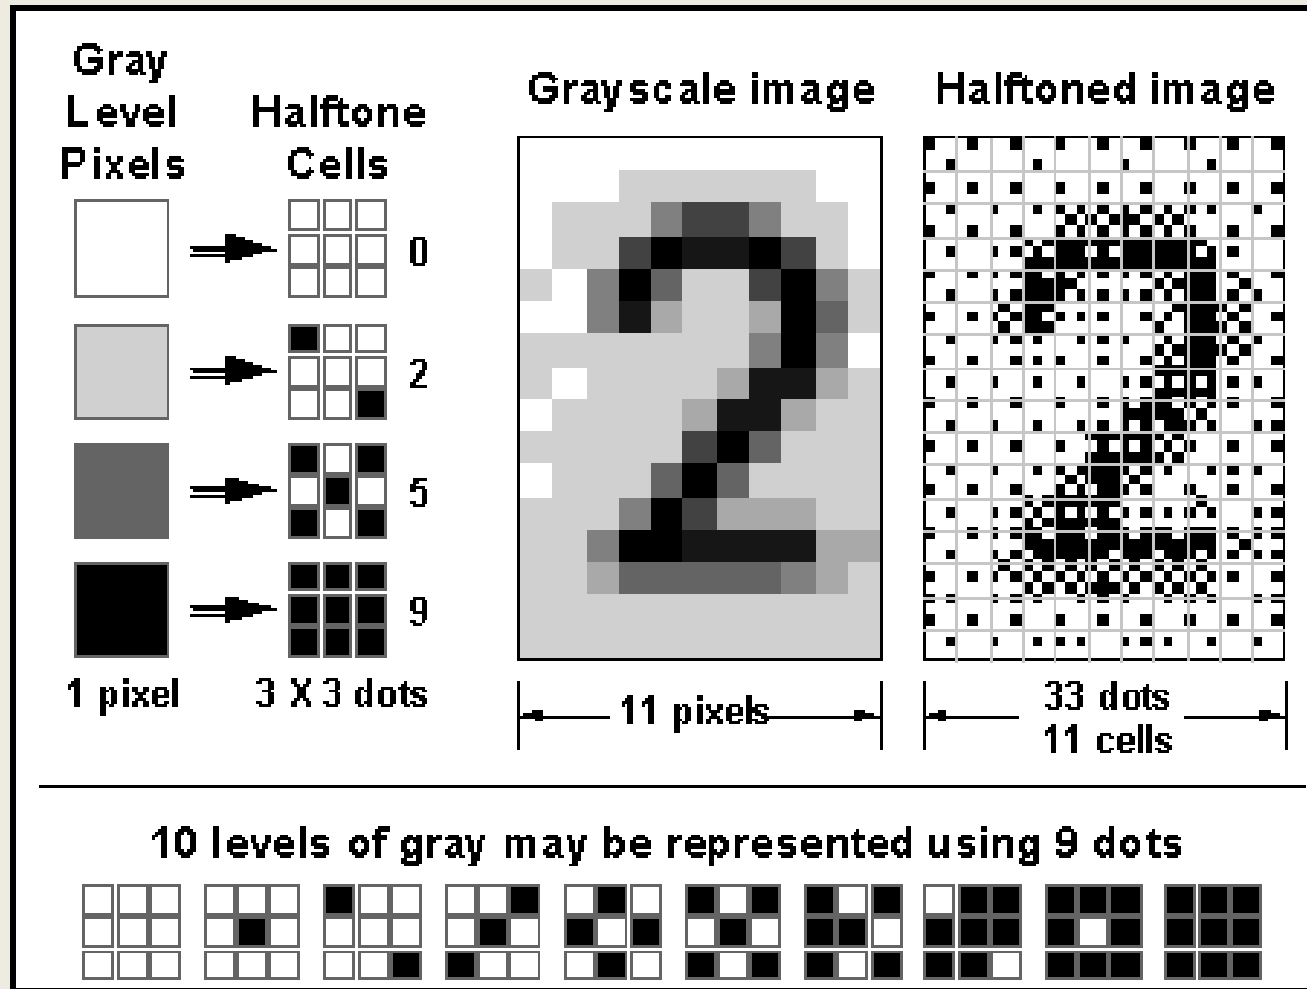 Gray
Level
Pixels
Halftone
Cells
0
2
5
9
1 pixel
3 X 3 dots
Grayscale image
11 pixels
Halftoned image
33 dots
11 cells
10 levels of gray may be represented using 9 dots